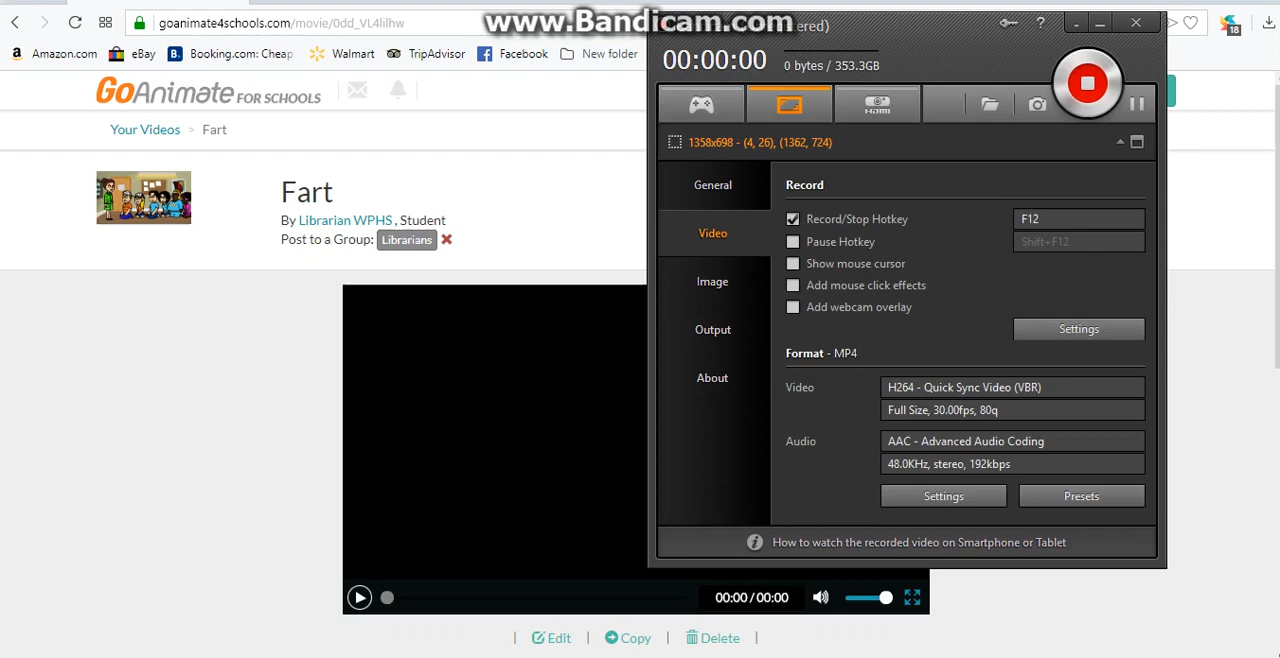 goanimate4schools.com/movie/0dd_VL4lilhw
www.Bandicam.com
tered)
?
18
a Amazon.com
eBay
B. Booking.com: Cheap
Walmart
TripAdvisor
Facebook
New folder
GoAnimate FOR SCHOOLS
Your Videos > Fart
Fart
By Librarian WPHS , Student
Post to a Group: Librarians
00:00:00
0 bytes / 353.3GB
HDMI
1358x698 - (4, 26), (1362, 724)
General
Video
Image
Output
About
Record
Record/Stop Hotkey
F12
Pause Hotkey
Shift+F12
Show mouse cursor
Add mouse click effects
Add webcam overlay
Settings
Format - MP4
Video
H264 - Quick Sync Video (VBR)
Full Size, 30.00fps, 80q
Audio
AAC - Advanced Audio Coding
48.0KHz, stereo, 192kbps
Settings
Presets
How to watch the recorded video on Smartphone or Tablet
00:00 / 00:00
| Edit | Copy | Delete |